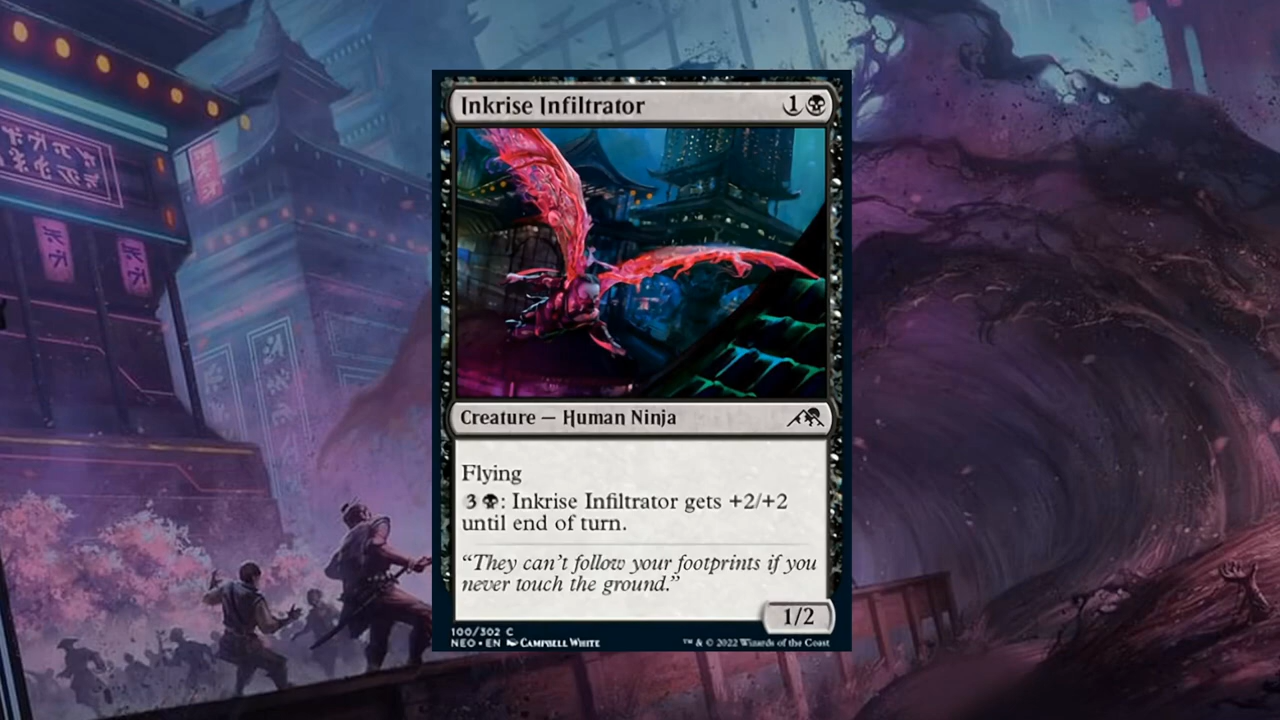 Inkrise Infiltrator 1
Creature — Human Ninja
Flying
3: Inkrise Infiltrator gets +2/+2
until end of turn.
“They can’t follow your footprints if you
never touch the ground.”
1/2
100/302 C
NEO • EN Campbell White
™ & © 2022 Wizards of the Coast